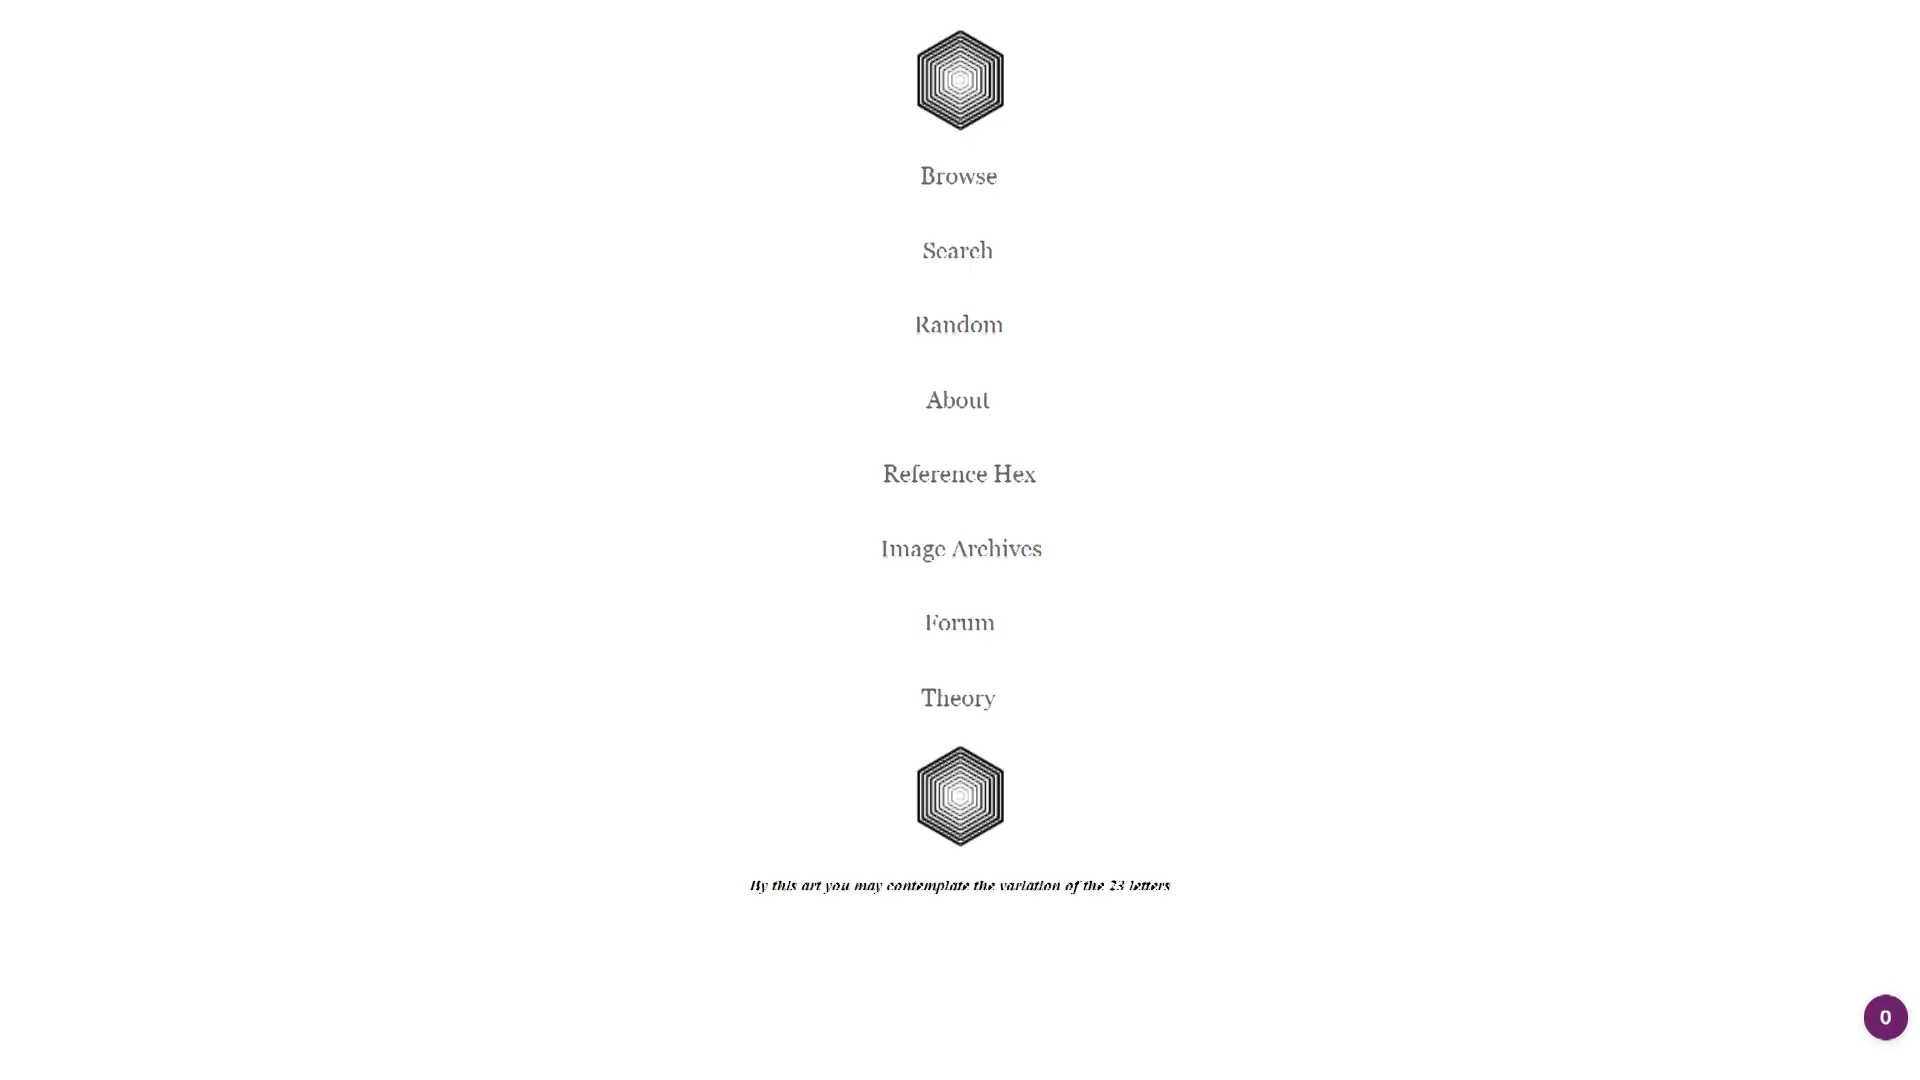 Browse
Search
Random
About
Reference Hex
Image Archives
Forum
Theory
By this art you may contemplate the variation of the 23 letters
0